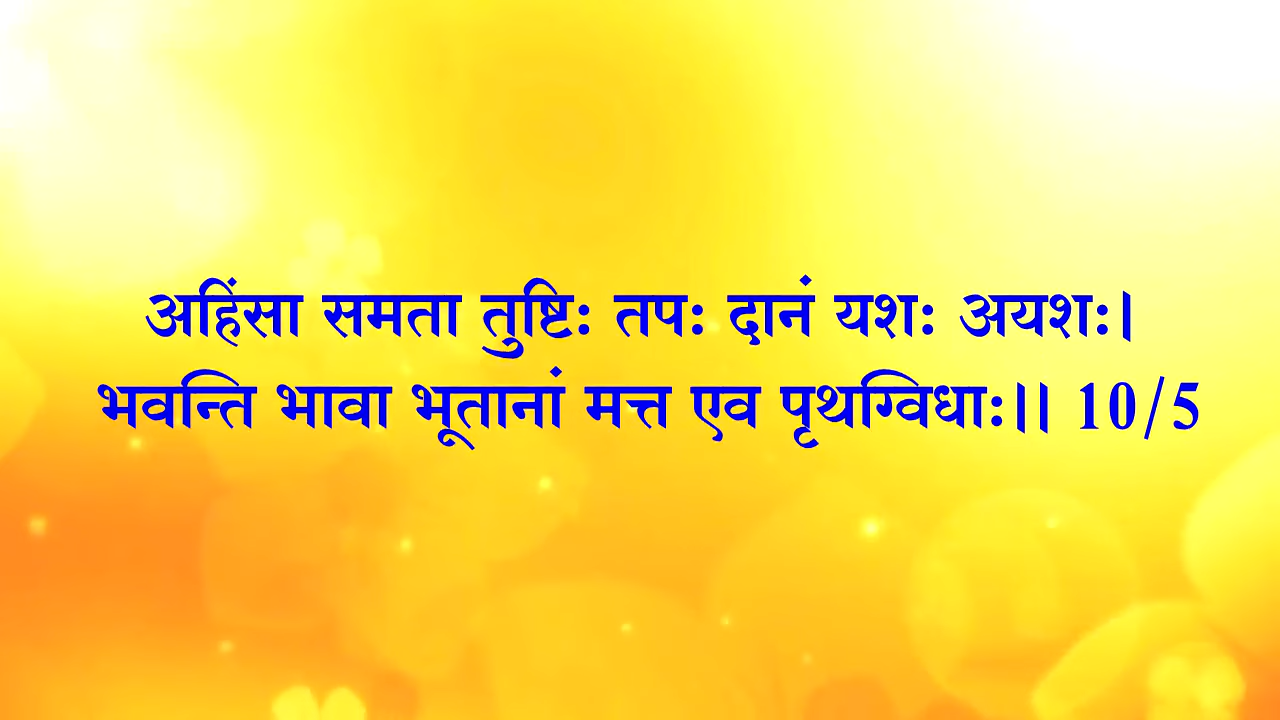 अहिंसा समता तुष्टिः तपः दानं यशः अयशः।
भवन्ति भावा भूतानां मत्त एव पृथग्विधाः।। 10/5